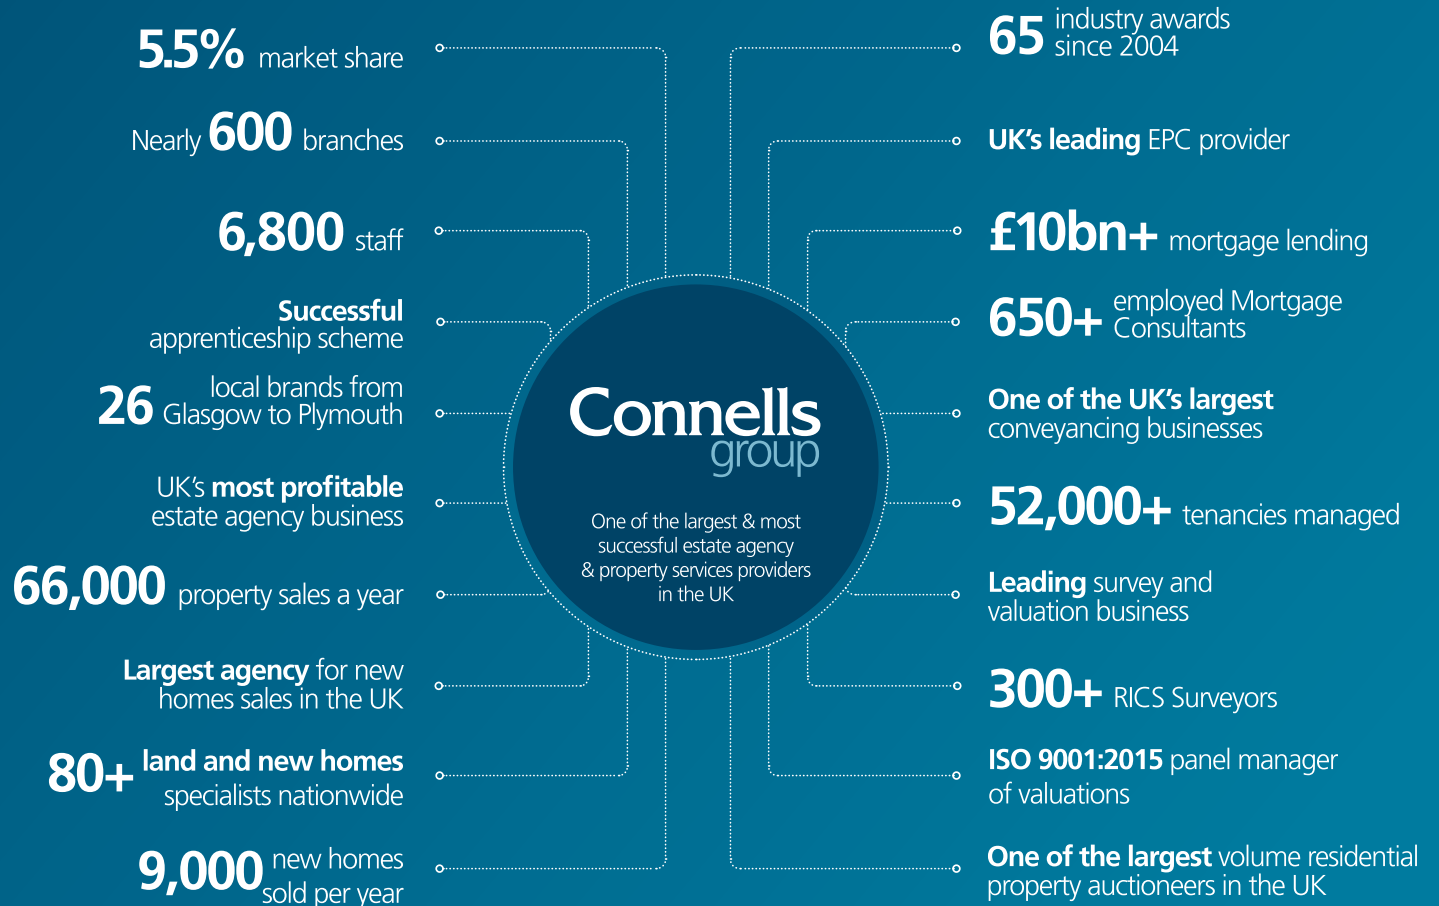 5.5% market share
Nearly 600 branches
6,800 staff
Successful
apprenticeship scheme
26 local brands from
Glasgow to Plymouth
UK's most profitable
estate agency business
66,000 property sales a year
Largest agency for new
homes sales in the UK
80+ land and new homes
specialists nationwide
9,000 new homes
sold per year
Connells
group
One of the largest & most
successful estate agency
& property services providers
in the UK
65 industry awards
since 2004
UK's leading EPC provider
£10bn+ mortgage lending
650+ employed Mortgage
Consultants
One of the UK's largest
conveyancing businesses
52,000+ tenancies managed
Leading survey and
valuation business
300+ RICS Surveyors
ISO 9001:2015 panel manager
of valuations
One of the largest volume residential
property auctioneers in the UK